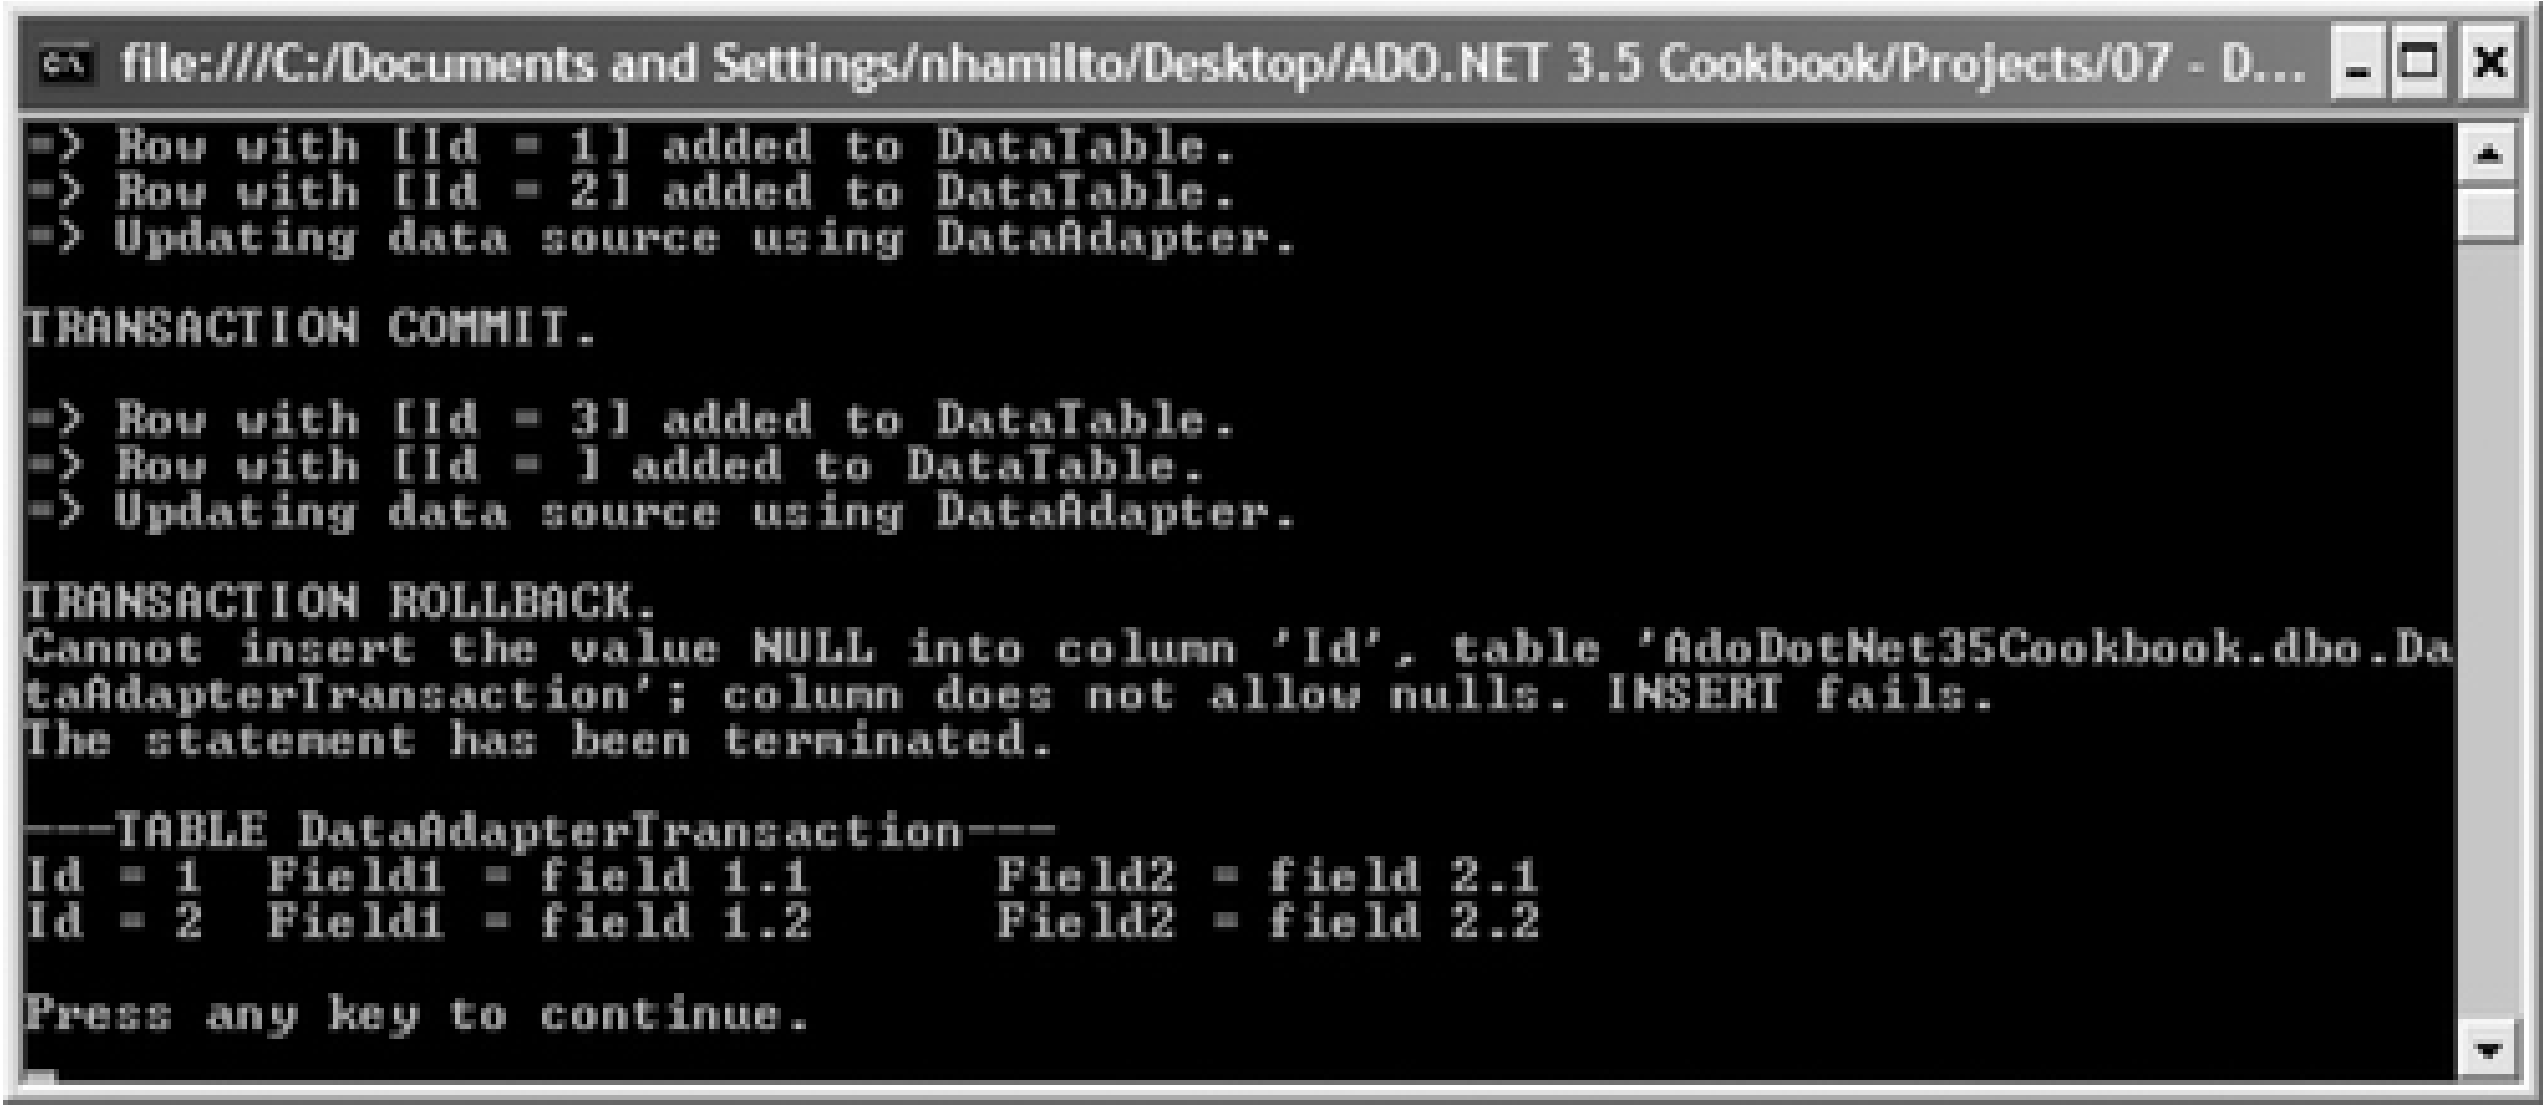 file:///C:/Documents and Settings/nhamilto/Desktop/ADO.NET 3.5 Cookbook/Projects/07 - D...
=> Row with [Id = 1] added to DataTable.
=> Row with [Id = 2] added to DataTable.
=> Updating data source using DataAdapter.
TRANSACTION COMMIT.
=> Row with [Id = 3] added to DataTable.
=> Row with [Id = ] added to DataTable.
=> Updating data source using DataAdapter.
TRANSACTION ROLLBACK.
Cannot insert the value NULL into column 'Id', table 'AdoDotNet35Cookbook.dbo.Da
taAdapterTransaction'; column does not allow nulls. INSERT fails.
The statement has been terminated.
---TABLE DataAdapterTransaction---
Id = 1  Field1 = field 1.1      Field2 = field 2.1
Id = 2  Field1 = field 1.2      Field2 = field 2.2
Press any key to continue.